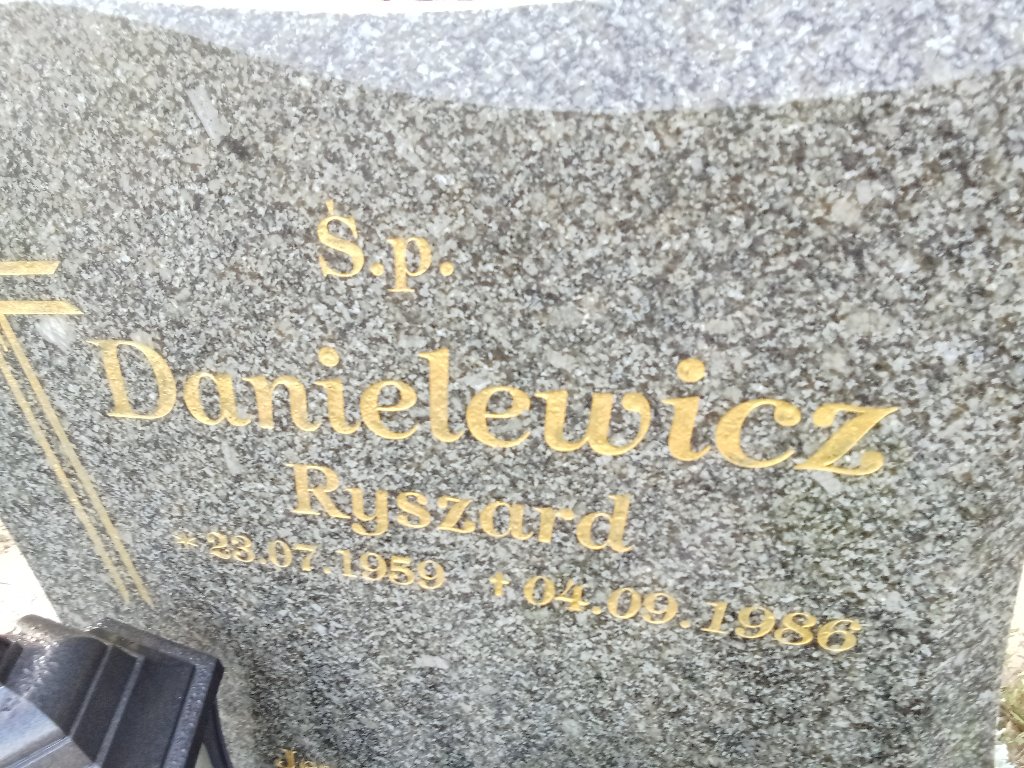 Ś.p.
Danielewicz
Ryszard
* 23.07.1959 † 04.09.1986